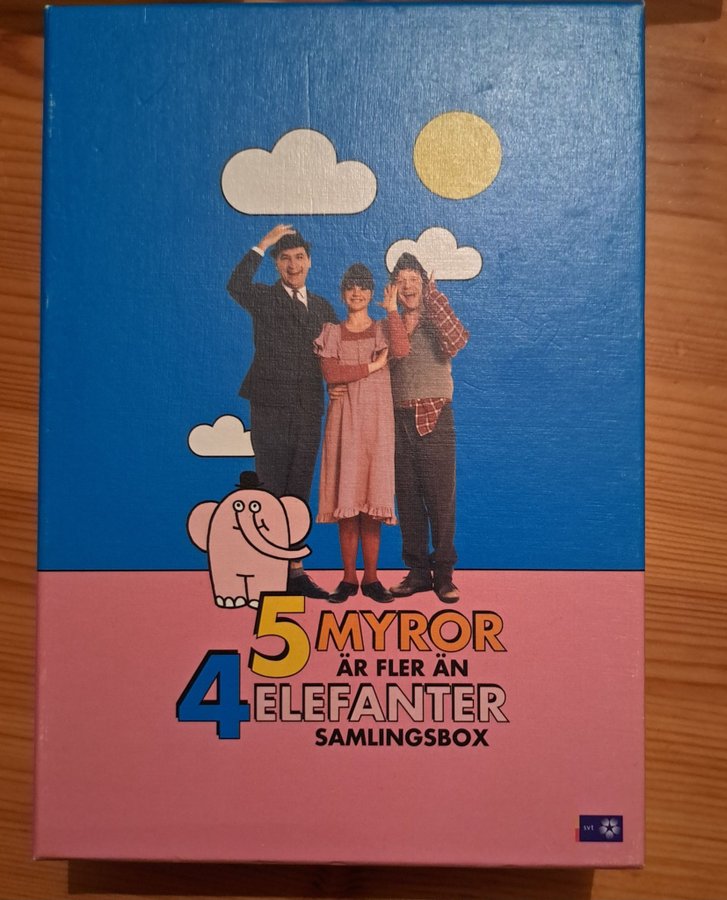 5 MYROR
ÄR FLER ÄN
4 ELEFANTER
SAMLINGSBOX
svt